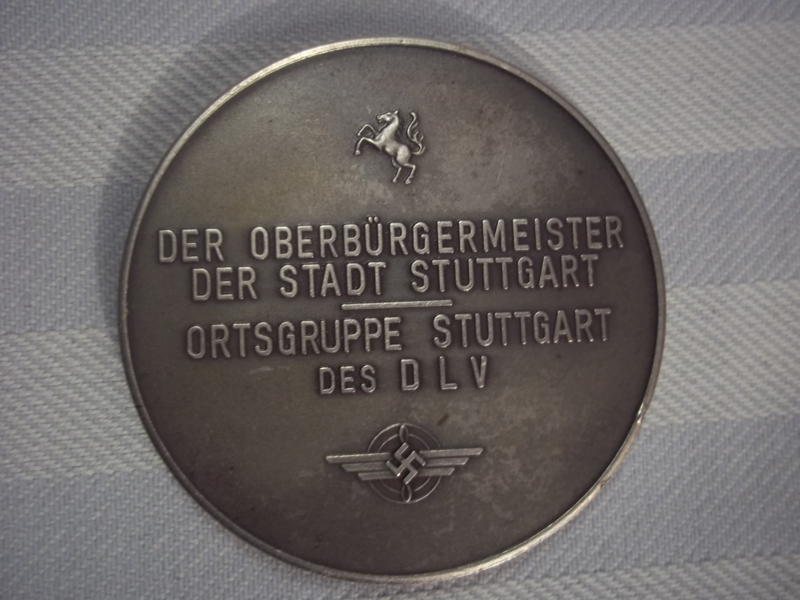 DER OBERBÜRGERMEISTER
DER STADT STUTTGART
ORTSGRUPPE STUTTGART
DES DLV